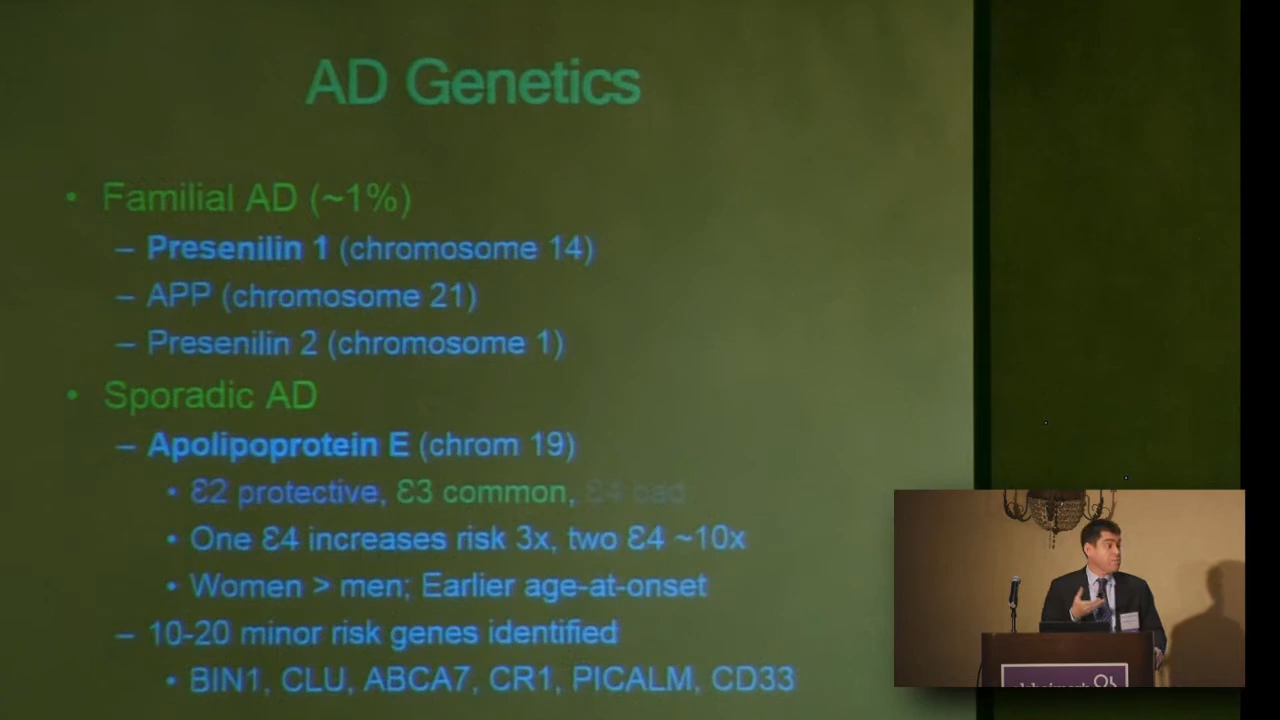 AD Genetics
• Familial AD (~1%)
– Presenilin 1 (chromosome 14)
– APP (chromosome 21)
– Presenilin 2 (chromosome 1)
• Sporadic AD
– Apolipoprotein E (chrom 19)
• Ɛ2 protective, Ɛ3 common, Ɛ4 bad
• One Ɛ4 increases risk 3x, two Ɛ4 ~10x
• Women > men; Earlier age-at-onset
– 10-20 minor risk genes identified
• BIN1, CLU, ABCA7, CR1, PICALM, CD33